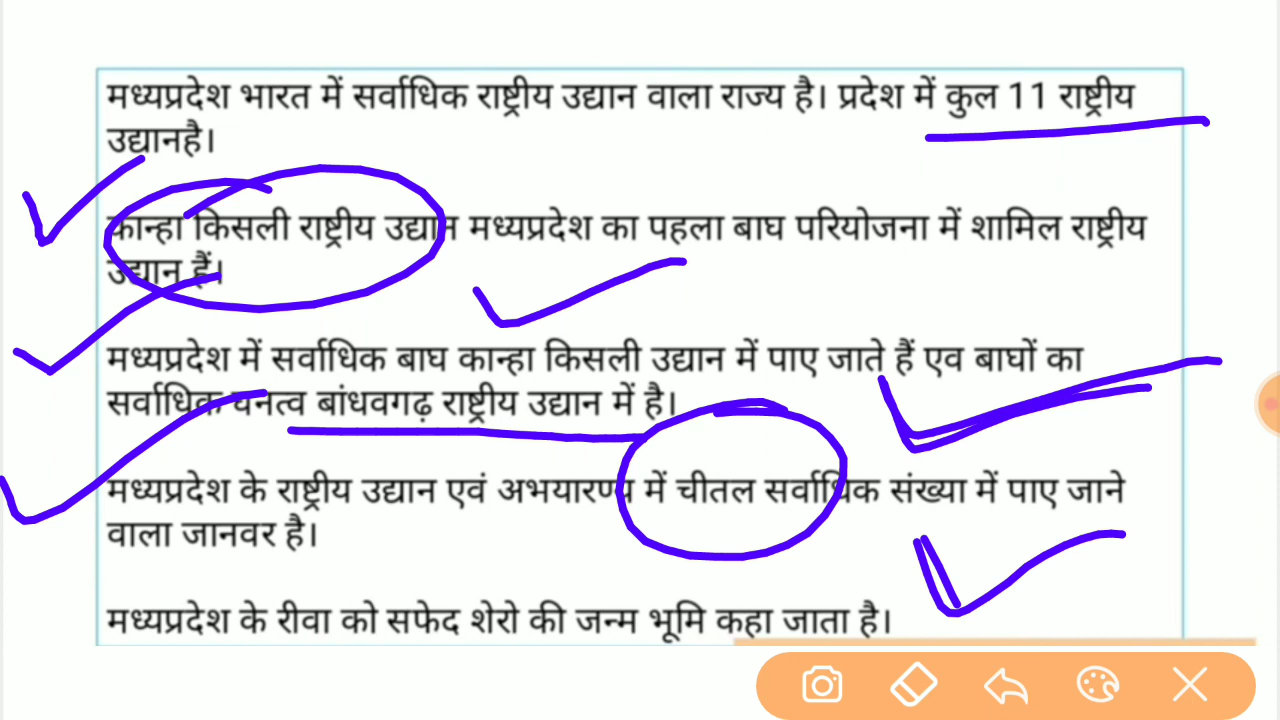 मध्यप्रदेश भारत में सर्वाधिक राष्ट्रीय उद्यान वाला राज्य है। प्रदेश में कुल 11 राष्ट्रीय
उद्यानहै।
कान्हा किसली राष्ट्रीय उद्यान मध्यप्रदेश का पहला बाघ परियोजना में शामिल राष्ट्रीय
उद्यान हैं।
मध्यप्रदेश में सर्वाधिक बाघ कान्हा किसली उद्यान में पाए जाते हैं एव बाघों का
सर्वाधिक घनत्व बांधवगढ़ राष्ट्रीय उद्यान में है।
मध्यप्रदेश के राष्ट्रीय उद्यान एवं अभयारण्य में चीतल सर्वाधिक संख्या में पाए जाने
वाला जानवर है।
मध्यप्रदेश के रीवा को सफेद शेरो की जन्म भूमि कहा जाता है।